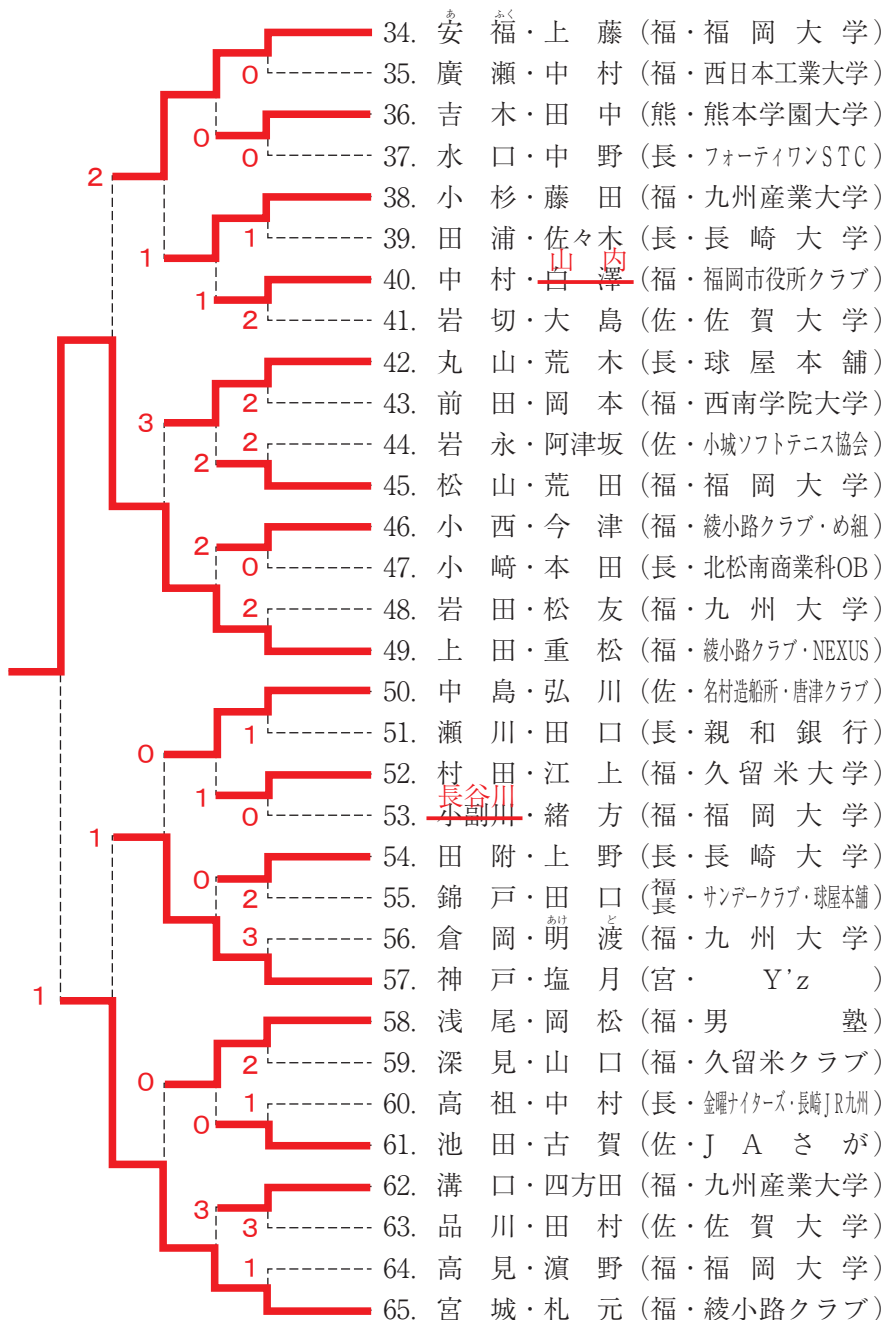 あ ふく
34. 安 福・上 藤 (福・福 岡 大 学)
0
35. 廣 瀬・中 村 (福・西日本工業大学)
36. 吉 木・田 中 (熊・熊本学園大学)
0
0
37. 水 口・中 野 (長・フォーティワンSTC)
2
38. 小 杉・藤 田 (福・九州産業大学)
1
39. 田 浦・佐々木 (長・長 崎 大 学)
1
山 内
40. 中 村・白 澤 (福・福岡市役所クラブ)
1
2
41. 岩 切・大 島 (佐・佐 賀 大 学)
42. 丸 山・荒 木 (長・球 屋 本 舗)
2
43. 前 田・岡 本 (福・西南学院大学)
3
2
44. 岩 永・阿津坂 (佐・小城ソフトテニス協会)
2
45. 松 山・荒 田 (福・福 岡 大 学)
46. 小 西・今 津 (福・綾小路クラブ・め組)
2
0
47. 小 﨑・本 田 (長・北松南商業科OB)
2
48. 岩 田・松 友 (福・九 州 大 学)
49. 上 田・重 松 (福・綾小路クラブ・NEXUS)
50. 中 島・弘 川 (佐・名村造船所・唐津クラブ)
1
51. 瀬 川・田 口 (長・親 和 銀 行)
0
52. 村 田・江 上 (福・久留米大学)
1
長谷川
0
53. 小副川・緒 方 (福・福 岡 大 学)
1
54. 田 附・上 野 (長・長 崎 大 学)
0
2
55. 錦 戸・田 口 (福長・サンデークラブ・球屋本舗)
あけ ど
3
56. 倉 岡・明 渡 (福・九 州 大 学)
57. 神 戸・塩 月 (宮・ Y'z )
1
58. 浅 尾・岡 松 (福・男 塾)
2
59. 深 見・山 口 (福・久留米クラブ)
0
1
60. 高 祖・中 村 (長・金曜ナイターズ・長崎JR九州)
0
61. 池 田・古 賀 (佐・J A さ が)
62. 溝 口・四方田 (福・九州産業大学)
3
3
63. 品 川・田 村 (佐・佐 賀 大 学)
1
64. 高 見・濵 野 (福・福 岡 大 学)
65. 宮 城・札 元 (福・綾小路クラブ)